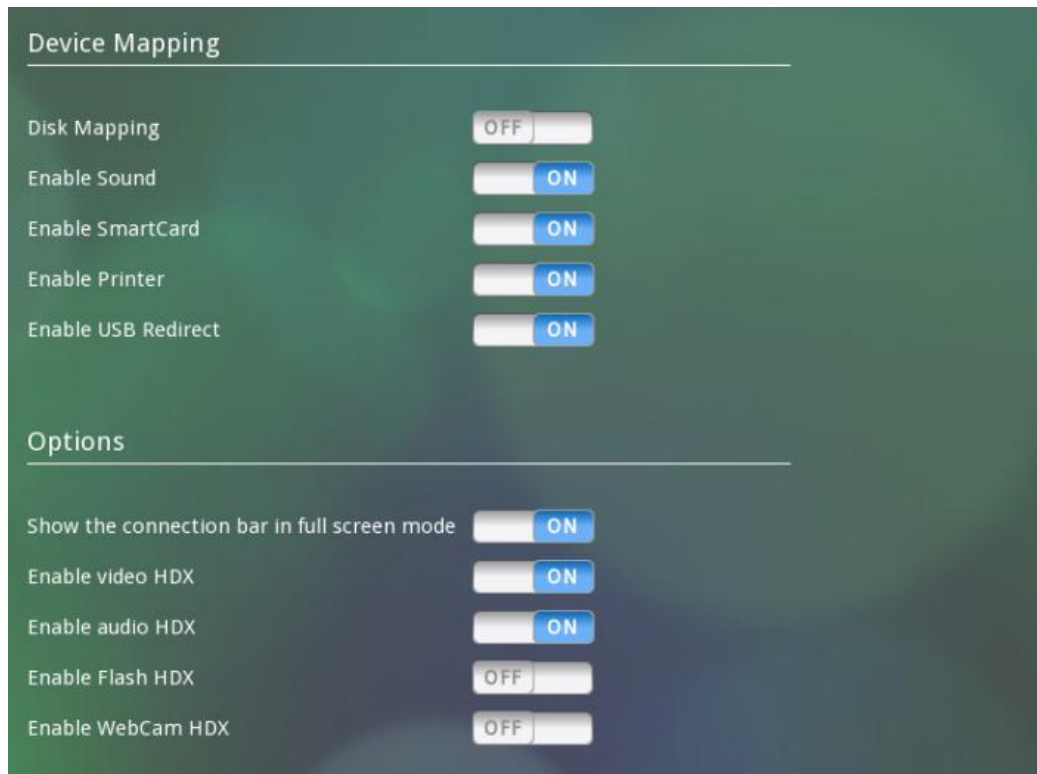 Device Mapping
Disk Mapping OFF
Enable Sound ON
Enable SmartCard ON
Enable Printer ON
Enable USB Redirect ON
Options
Show the connection bar in full screen mode ON
Enable video HDX ON
Enable audio HDX ON
Enable Flash HDX OFF
Enable WebCam HDX OFF